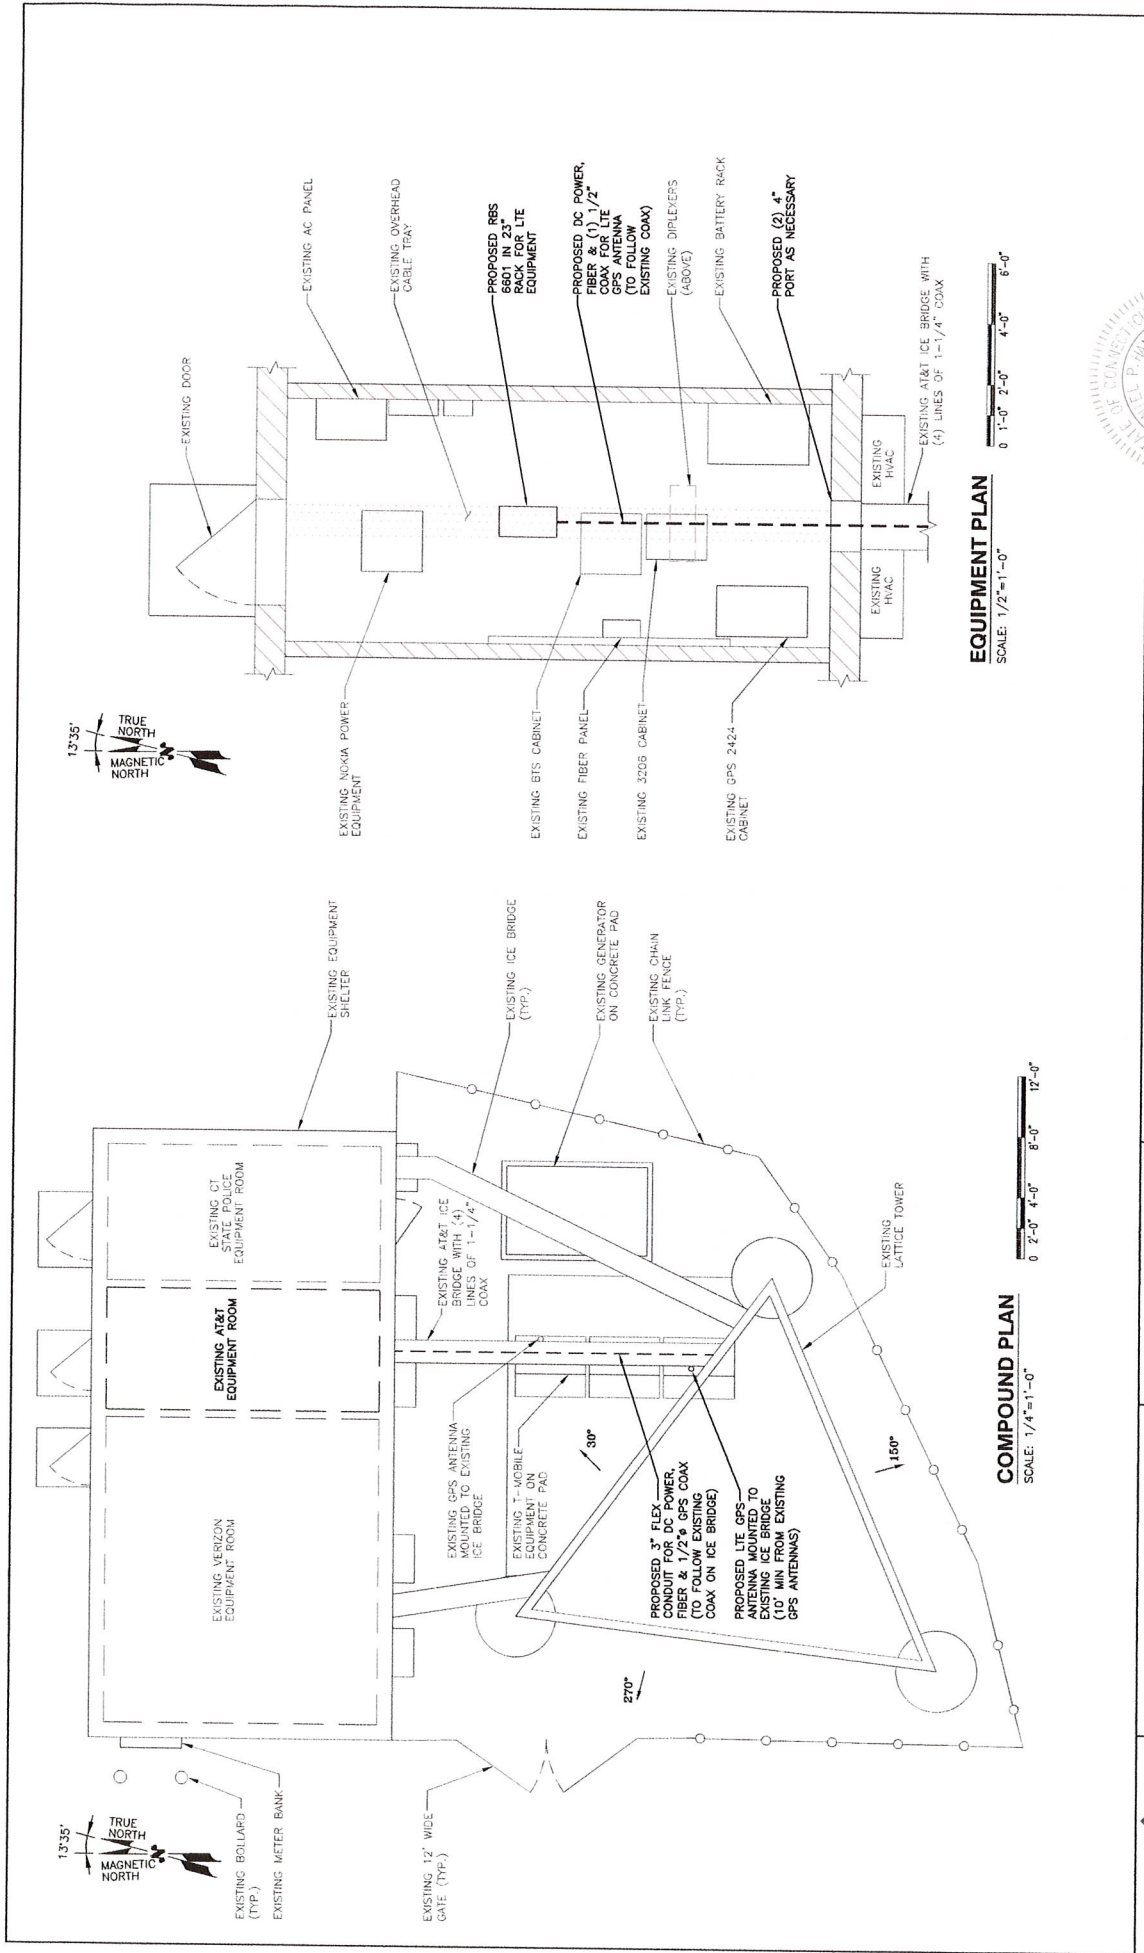 13°35'
TRUE
NORTH
MAGNETIC
NORTH
EXISTING BOLLARD
(TYP.)
EXISTING METER BANK
EXISTING 12' WIDE
GATE (TYP.)
EXISTING VERIZON
EQUIPMENT ROOM
EXISTING AT&T
EQUIPMENT ROOM
EXISTING CT
STATE POLICE
EQUIPMENT ROOM
EXISTING EQUIPMENT
SHELTER
EXISTING AT&T ICE
BRIDGE WITH (4)
LINES OF 1-1/4"
COAX
EXISTING ICE BRIDGE
(TYP.)
EXISTING GENERATOR
ON CONCRETE PAD
EXISTING CHAIN
LINK FENCE
(TYP.)
EXISTING GPS ANTENNA
MOUNTED TO EXISTING
ICE BRIDGE
EXISTING T-MOBILE
EQUIPMENT ON
CONCRETE PAD
30°
PROPOSED 3" FLEX
CONDUIT FOR DC POWER,
FIBER & 1/2"ø GPS COAX
(TO FOLLOW EXISTING
COAX ON ICE BRIDGE)
PROPOSED LTE GPS
ANTENNA MOUNTED TO
EXISTING ICE BRIDGE
(10' MIN FROM EXISTING
GPS ANTENNAS)
270°
150°
EXISTING
LATTICE TOWER
COMPOUND PLAN
SCALE: 1/4"=1'-0"
0 2'-0" 4'-0" 8'-0" 12'-0"
13°35'
TRUE
NORTH
MAGNETIC
NORTH
EXISTING NOKIA POWER
EQUIPMENT
EXISTING BTS CABINET
EXISTING FIBER PANEL
EXISTING 3206 CABINET
EXISTING GPS 2424
CABINET
EXISTING DOOR
EXISTING AC PANEL
EXISTING OVERHEAD
CABLE TRAY
PROPOSED RBS
6601 IN 23"
RACK FOR LTE
EQUIPMENT
PROPOSED DC POWER,
FIBER & (1) 1/2"
COAX FOR LTE
GPS ANTENNA
(TO FOLLOW
EXISTING COAX)
EXISTING DIPLEXERS
(ABOVE)
EXISTING BATTERY RACK
PROPOSED (2) 4"
PORT AS NECESSARY
EXISTING
HVAC
EXISTING
HVAC
EXISTING AT&T ICE BRIDGE WITH
(4) LINES OF 1-1/4" COAX
EQUIPMENT PLAN
SCALE: 1/2"=1'-0"
0 1'-0" 2'-0" 4'-0" 6'-0"